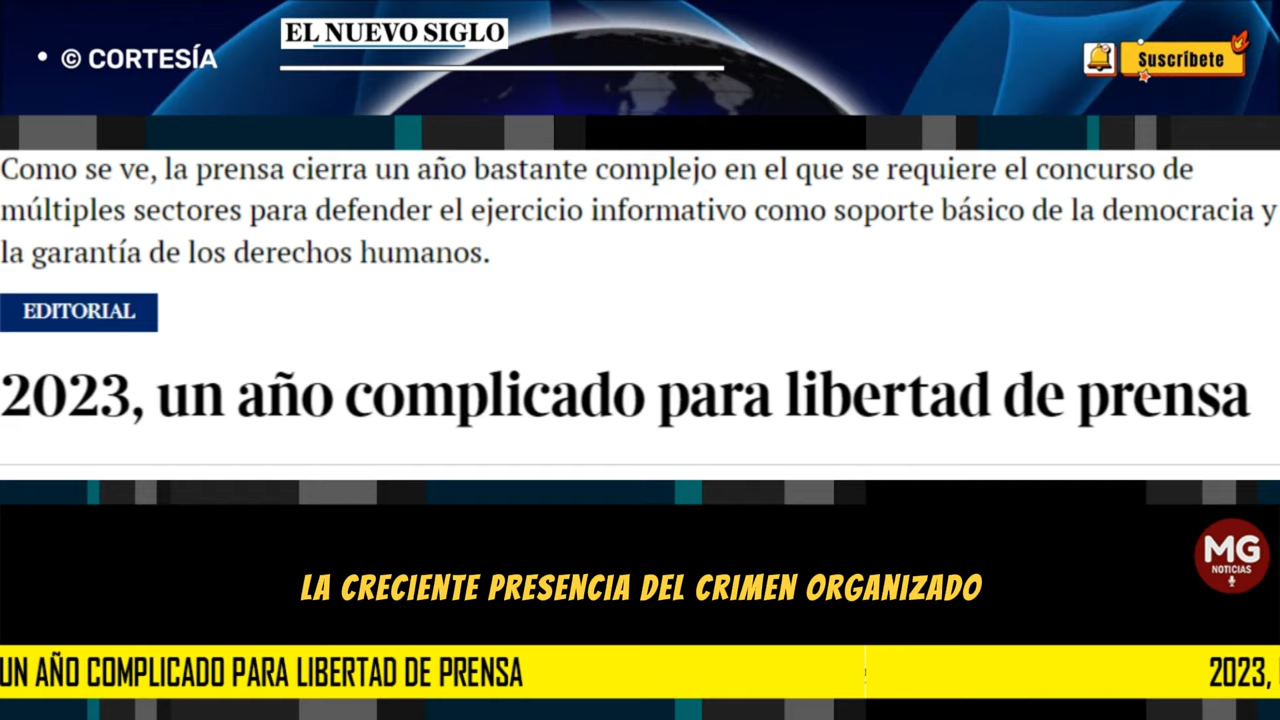 • © CORTESÍA
EL NUEVO SIGLO
Suscríbete
Como se ve, la prensa cierra un año bastante complejo en el que se requiere el concurso de
múltiples sectores para defender el ejercicio informativo como soporte básico de la democracia y
la garantía de los derechos humanos.
EDITORIAL
2023, un año complicado para libertad de prensa
MG
NOTICIAS
LA CRECIENTE PRESENCIA DEL CRIMEN ORGANIZADO
UN AÑO COMPLICADO PARA LIBERTAD DE PRENSA
2023,